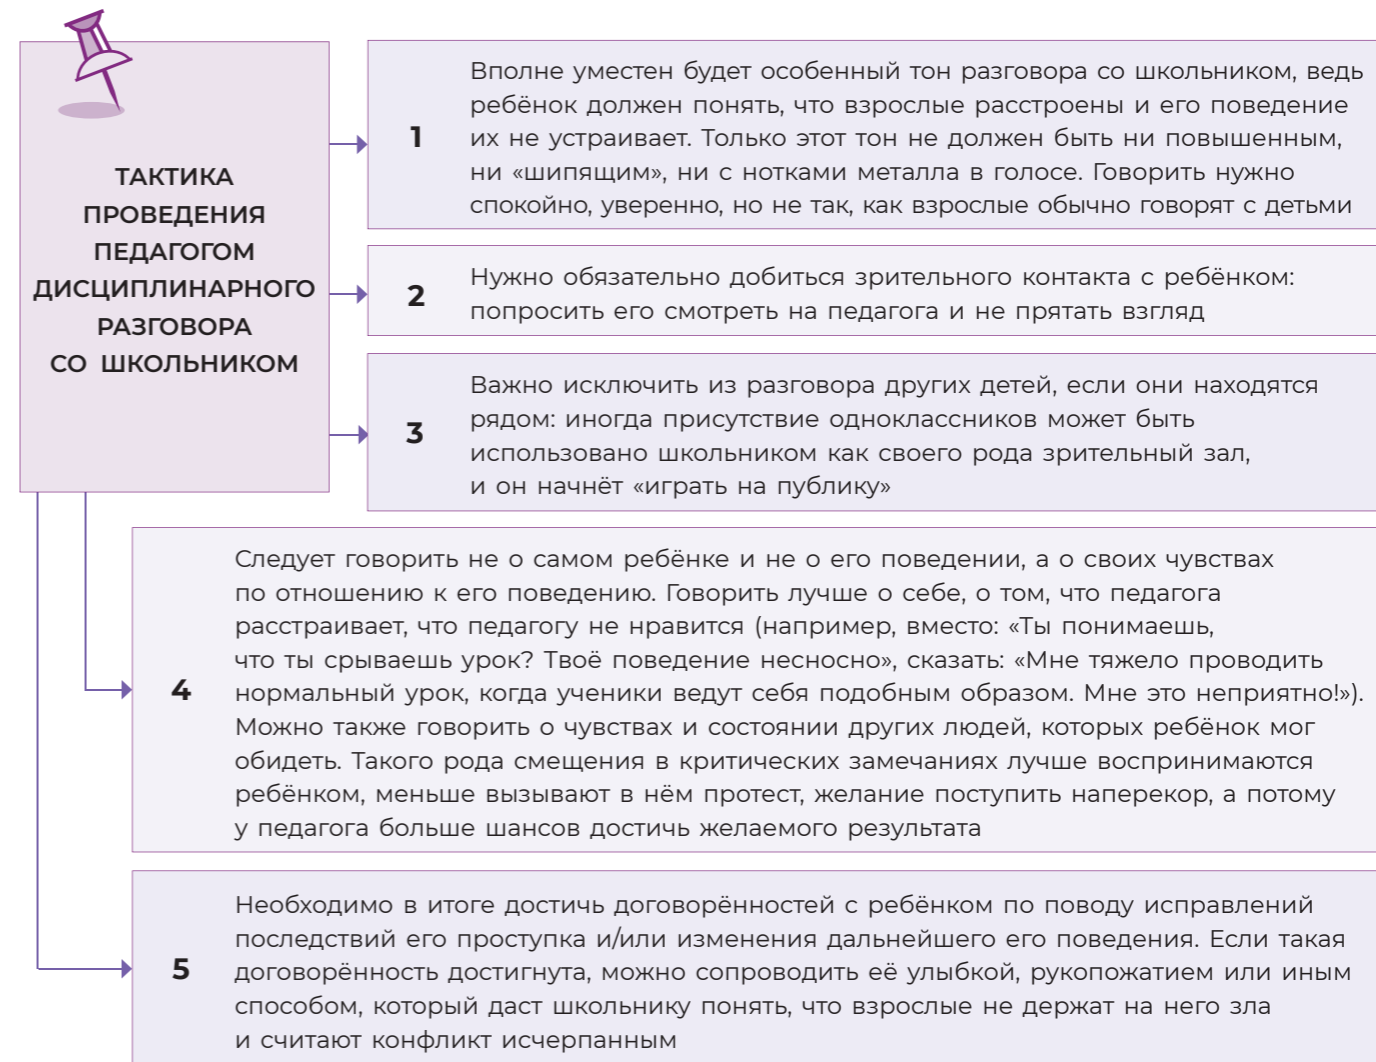 ТАКТИКА
ПРОВЕДЕНИЯ
ПЕДАГОГОМ
ДИСЦИПЛИНАРНОГО
РАЗГОВОРА
СО ШКОЛЬНИКОМ
1
Вполне уместен будет особенный тон разговора со школьником, ведь
ребёнок должен понять, что взрослые расстроены и его поведение
их не устраивает. Только этот тон не должен быть ни повышенным,
ни «шипящим», ни с нотками металла в голосе. Говорить нужно
спокойно, уверенно, но не так, как взрослые обычно говорят с детьми
2
Нужно обязательно добиться зрительного контакта с ребёнком:
попросить его смотреть на педагога и не прятать взгляд
3
Важно исключить из разговора других детей, если они находятся
рядом: иногда присутствие одноклассников может быть
использовано школьником как своего рода зрительный зал,
и он начнёт «играть на публику»
4
Следует говорить не о самом ребёнке и не о его поведении, а о своих чувствах
по отношению к его поведению. Говорить лучше о себе, о том, что педагога
расстраивает, что педагогу не нравится (например, вместо: «Ты понимаешь,
что ты срываешь урок? Твоё поведение несносно», сказать: «Мне тяжело проводить
нормальный урок, когда ученики ведут себя подобным образом. Мне это неприятно!»).
Можно также говорить о чувствах и состоянии других людей, которых ребёнок мог
обидеть. Такого рода смещения в критических замечаниях лучше воспринимаются
ребёнком, меньше вызывают в нём протест, желание поступить наперекор, а потому
у педагога больше шансов достичь желаемого результата
5
Необходимо в итоге достичь договорённостей с ребёнком по поводу исправлений
последствий его проступка и/или изменения дальнейшего его поведения. Если такая
договорённость достигнута, можно сопроводить её улыбкой, рукопожатием или иным
способом, который даст школьнику понять, что взрослые не держат на него зла
и считают конфликт исчерпанным